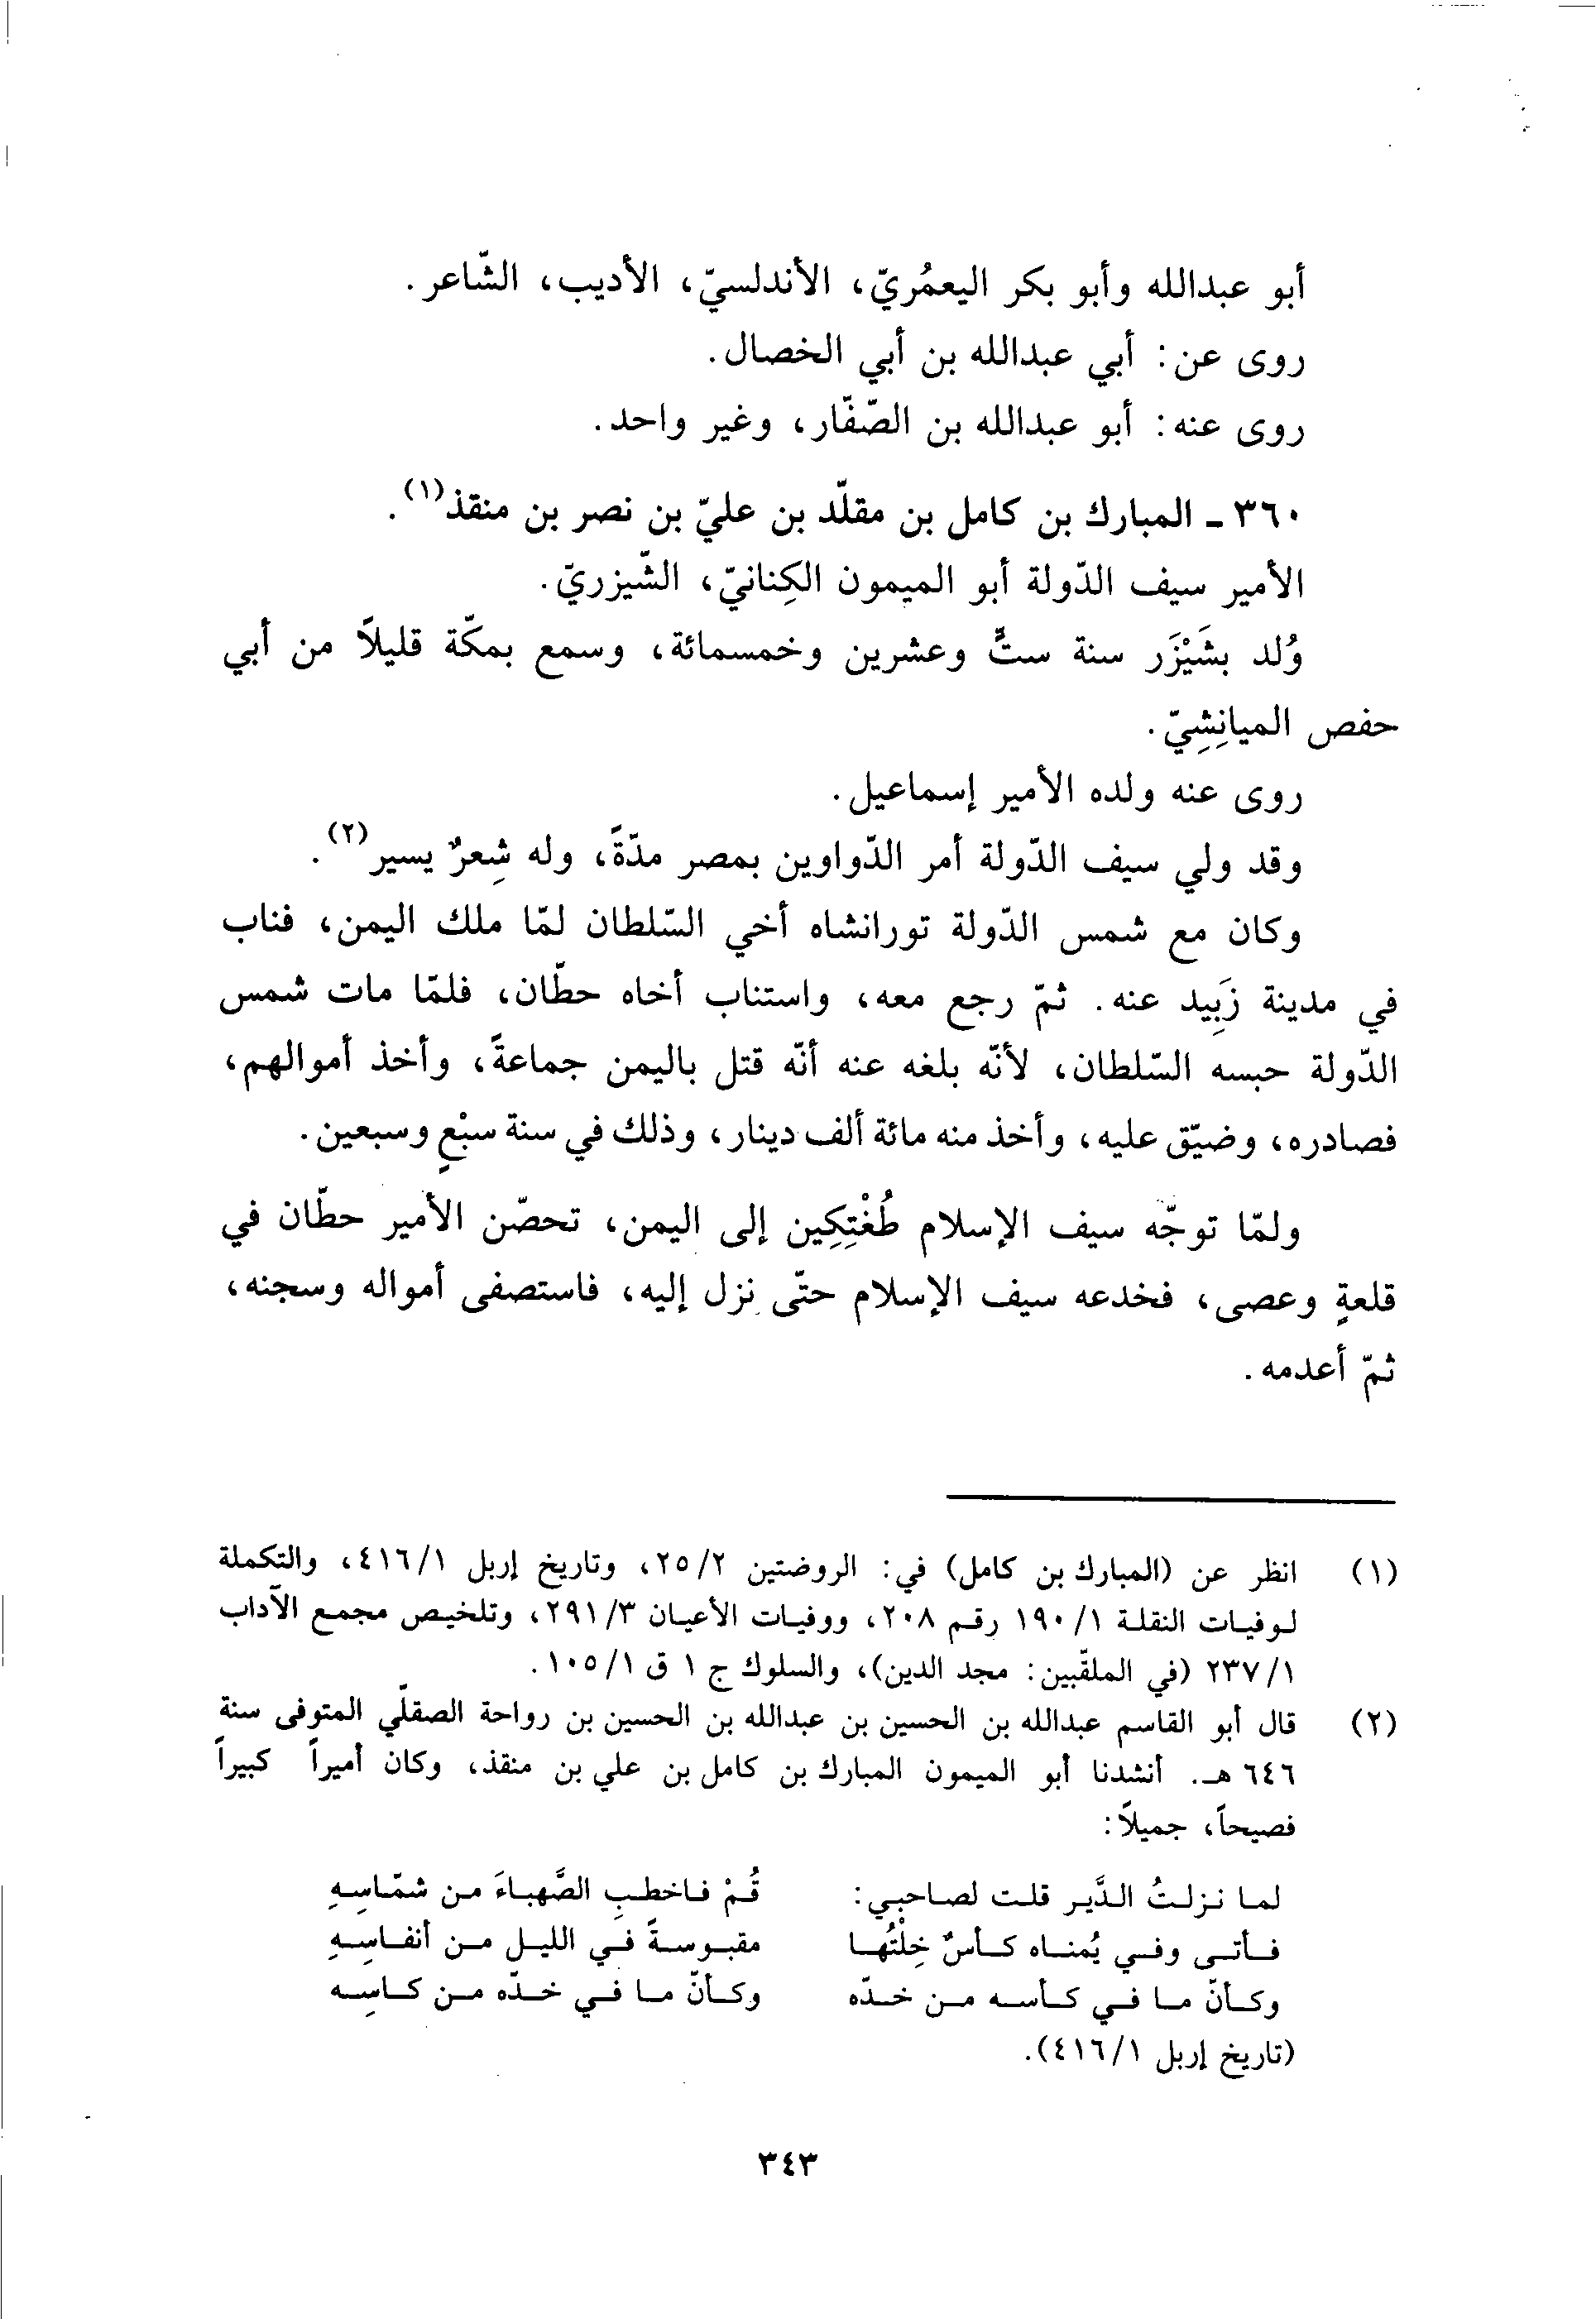 أبو عبدالله وأبو بكر اليعمُريّ، الأندلسيّ، الأديب، الشّاعر.
روى عن: أبي عبدالله بن أبي الخصال.
روى عنه: أبو عبدالله بن الصّفّار، وغير واحد.
٣٦٠ ـ المبارك بن كامل بن مقلّد بن عليّ بن نصر بن منقذ(١).
الأمير سيف الدّولة أبو الميمون الكِنانيّ، الشّيزريّ.
وُلد بشَيْزَر سنة ستٍّ وعشرين وخمسمائة، وسمع بمكّة قليلاً من أبي
حفص الميانِشِيّ.
روى عنه ولده الأمير إسماعيل.
وقد ولي سيف الدّولة أمر الدّواوين بمصر مدّةً، وله شِعرٌ يسير(٢).
وكان مع شمس الدّولة تورانشاه أخي السّلطان لمّا ملك اليمن، فناب
في مدينة زَبِيد عنه. ثمّ رجع معه، واستناب أخاه حطّان، فلمّا مات شمس
الدّولة حبسه السّلطان، لأنّه بلغه عنه أنّه قتل باليمن جماعةً، وأخذ أموالهم،
فصادره، وضيّق عليه، وأخذ منه مائة ألف دينار، وذلك في سنة سبْعٍ وسبعين.
ولمّا توجّه سيف الإسلام طُغْتِكِين إلى اليمن، تحصّن الأمير حطّان في
قلعةٍ وعصى، فخدعه سيف الإسلام حتّى نزل إليه، فاستصفى أمواله وسجنه،
ثمّ أعدمه.
(١) انظر عن (المبارك بن كامل) في: الروضتين ٢٥/٢، وتاريخ إربل ٤١٦/١، والتكملة
لوفيات النقلة ١٩٠/١ رقم ٢٠٨، ووفيات الأعيان ٢٩١/٣، وتلخيص مجمع الآداب
٢٣٧/١ (في الملقّبين: مجد الدين)، والسلوك ج ١ ق ١٠٥/١.
(٢) قال أبو القاسم عبدالله بن الحسين بن عبدالله بن الحسين بن رواحة الصقلّي المتوفى سنة
٦٤٦ هـ. أنشدنا أبو الميمون المبارك بن كامل بن علي بن منقذ، وكان أميراً كبيراً
فصيحاً، جميلاً:
لما نزلتُ الدَّير قلت لصاحبي: قُمْ فاخطبِ الصَّهباءَ من شمّاسِهِ
فأتى وفي يُمناه كأسٌ خِلْتُها مقبوسةً في الليل من أنفاسِهِ
وكأنّ ما في كأسه من خدّه وكأنّ ما في خدّه من كاسِه
(تاريخ إربل ٤١٦/١).
٣٤٣